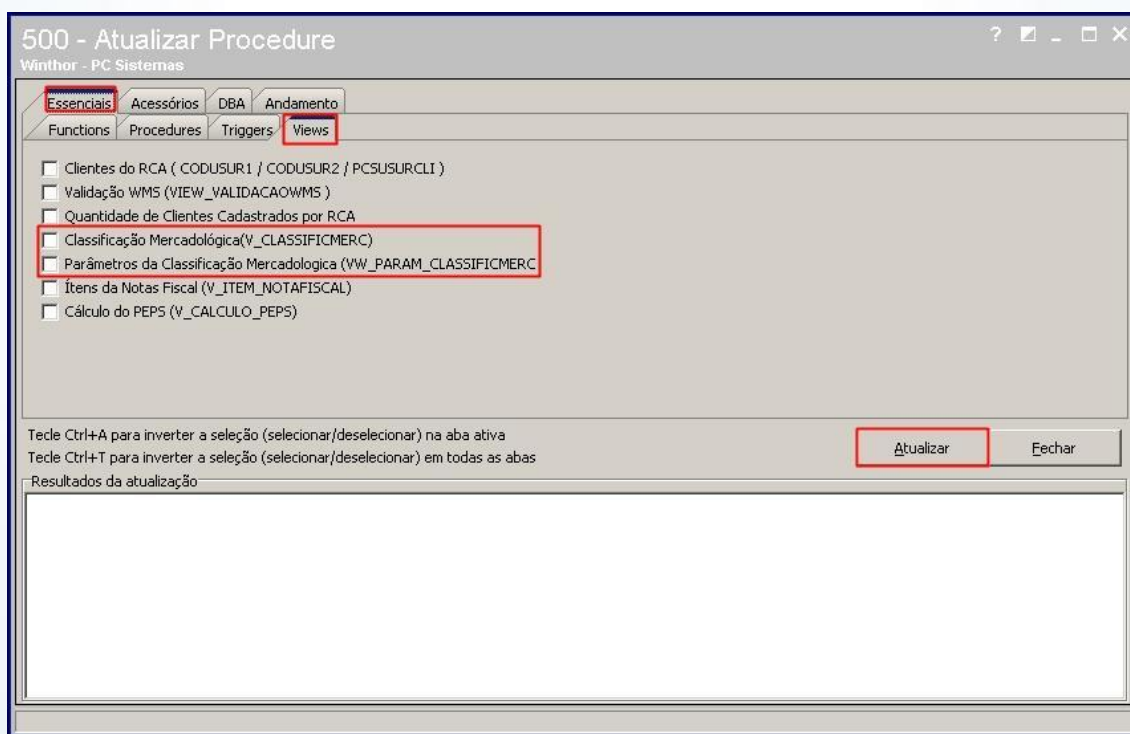 500 - Atualizar Procedure
Winthor - PC Sistemas
Essenciais Acessórios DBA Andamento
Functions Procedures Triggers Views
Clientes do RCA ( CODUSUR1 / CODUSUR2 / PCSUSURCLI )
Validação WMS (VIEW_VALIDACAOWMS )
Quantidade de Clientes Cadastrados por RCA
Classificação Mercadológica(V_CLASSIFICMERC)
Parâmetros da Classificação Mercadologica (VW_PARAM_CLASSIFICMERC
Ítens da Notas Fiscal (V_ITEM_NOTAFISCAL)
Cálculo do PEPS (V_CALCULO_PEPS)
Tecle Ctrl+A para inverter a seleção (selecionar/deselecionar) na aba ativa
Tecle Ctrl+T para inverter a seleção (selecionar/deselecionar) em todas as abas
Atualizar Fechar
Resultados da atualização